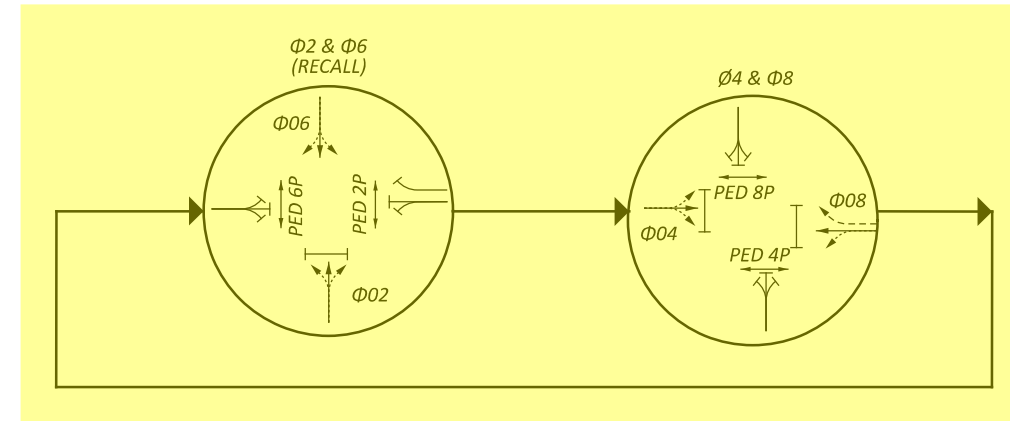 Φ2 & Φ6
(RECALL)
Φ06
PED 6P
PED 2P
Φ02
Ø4 & Φ8
PED 8P
Φ08
Φ04
PED 4P